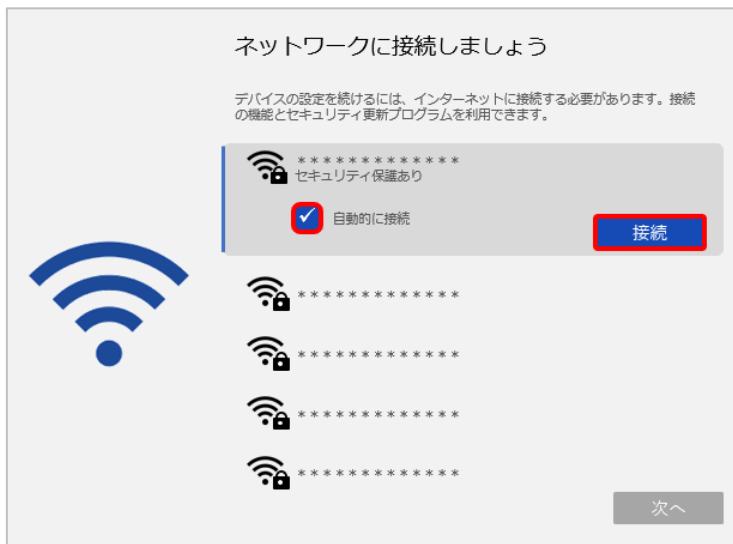 ネットワークに接続しましょう
デバイスの設定を続けるには、インターネットに接続する必要があります。接続
の機能とセキュリティ更新プログラムを利用できます。
*************
セキュリティ保護あり
自動的に接続
接続
*************
*************
*************
*************
次へ